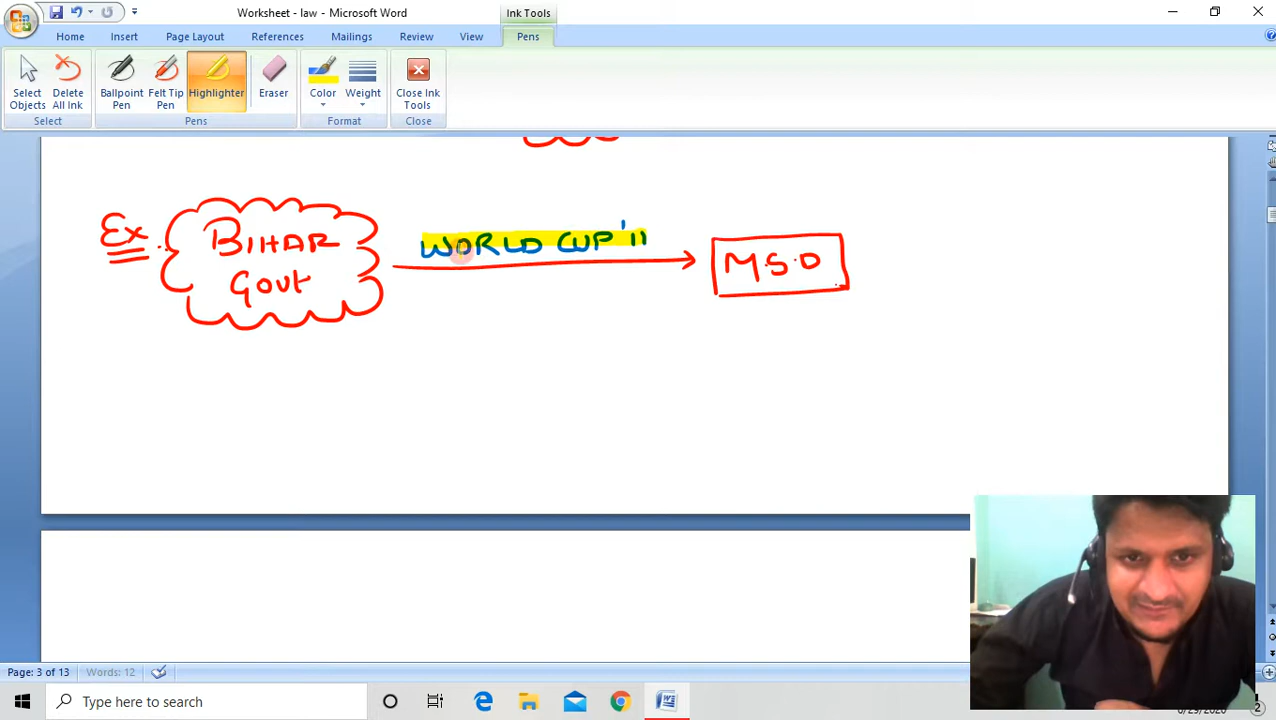 Worksheet - law - Microsoft Word
Ink Tools
Home Insert Page Layout References Mailings Review View Pens
Select Objects
Delete All Ink
Ballpoint Pen
Felt Tip Pen
Highlighter
Eraser
Color
Weight
Close Ink Tools
Select Pens Format Close
Ex
BIHAR
Govt
WORLD CUP '11
M.S.D
Page: 3 of 13 Words: 12
Type here to search